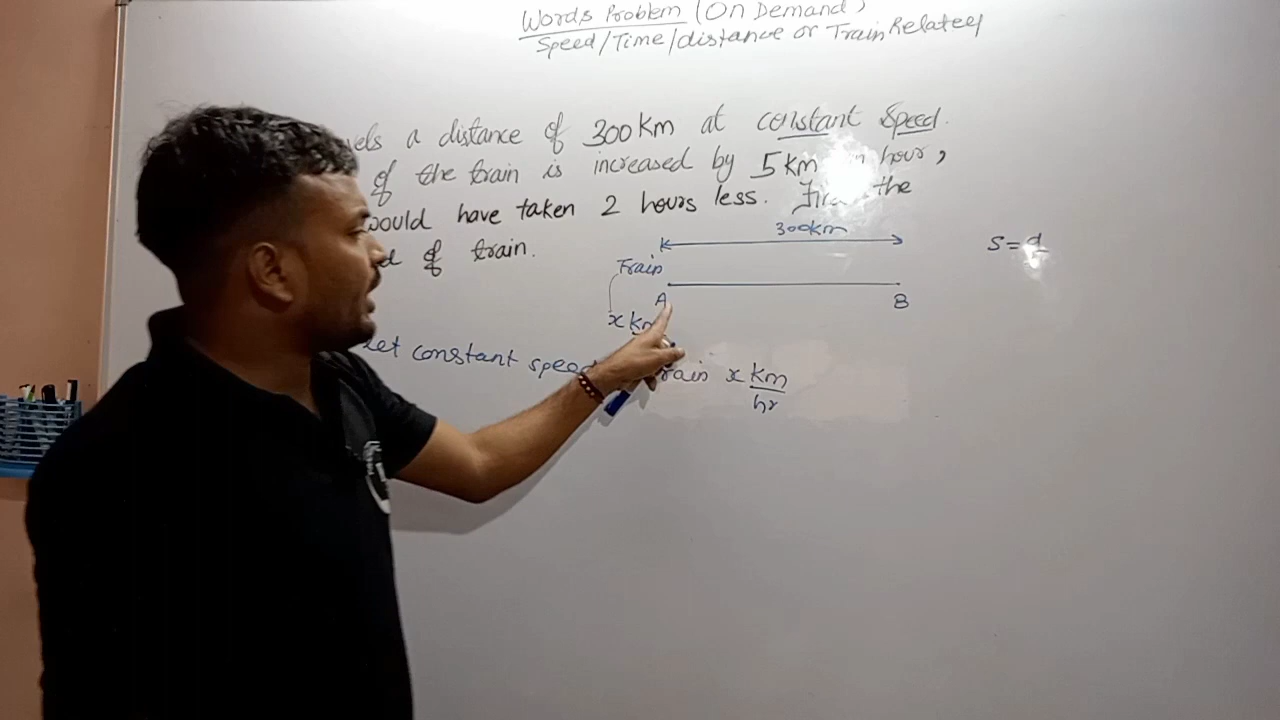 Words Problem (On Demand)
Speed/Time/distance or Train Related
a distance of 300 Km at constant Speed.
of the train is increased by 5 km hour,
would have taken 2 hours less. the
of train.
300km
S=d
Train
A
B
x
Let constant speed x km/hr